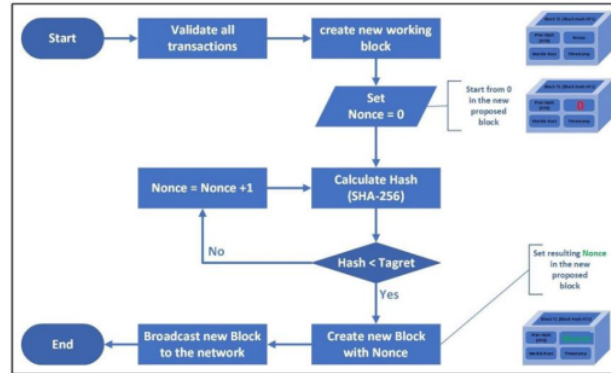 Start
Validate all
transactions
create new working
block
Set
Nonce = 0
Start from 0
in the new
proposed
block
0
Nonce = Nonce +1
Calculate Hash
(SHA-256)
No
Hash < Tagret
Yes
Set resulting Nonce
in the new
proposed
block
End
Broadcast new Block
to the network
Create new Block
with Nonce